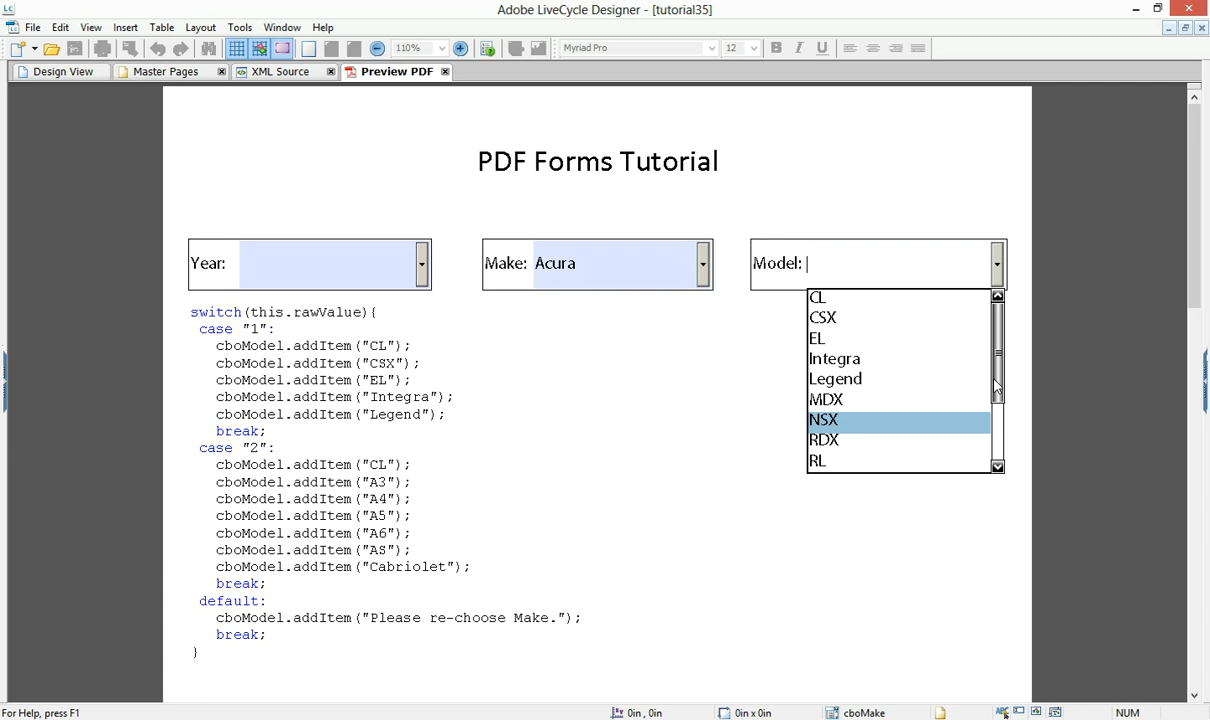 Lc
Adobe LiveCycle Designer - [tutorial35]
File Edit View Insert Table Layout Tools Window Help
110% Myriad Pro 12 B I U
Design View Master Pages XML Source Preview PDF
PDF Forms Tutorial
Year: Make: Acura Model:
CL
CSX
EL
Integra
Legend
MDX
NSX
RDX
RL
switch(this.rawValue){
case "1":
cboModel.addItem("CL");
cboModel.addItem("CSX");
cboModel.addItem("EL");
cboModel.addItem("Integra");
cboModel.addItem("Legend");
break;
case "2":
cboModel.addItem("CL");
cboModel.addItem("A3");
cboModel.addItem("A4");
cboModel.addItem("A5");
cboModel.addItem("A6");
cboModel.addItem("AS");
cboModel.addItem("Cabriolet");
break;
default:
cboModel.addItem("Please re-choose Make.");
break;
}
For Help, press F1 0in , 0in 0in x 0in cboMake NUM